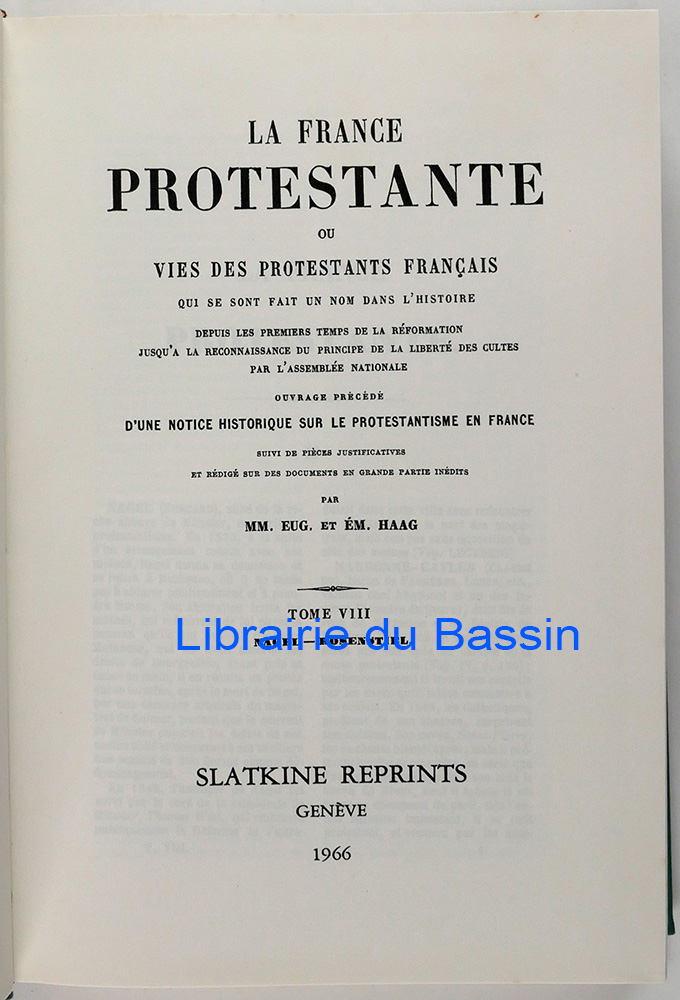 LA FRANCE
PROTESTANTE
OU
VIES DES PROTESTANTS FRANÇAIS
QUI SE SONT FAIT UN NOM DANS L'HISTOIRE
DEPUIS LES PREMIERS TEMPS DE LA RÉFORMATION
JUSQU'A LA RECONNAISSANCE DU PRINCIPE DE LA LIBERTÉ DES CULTES
PAR L'ASSEMBLÉE NATIONALE
OUVRAGE PRÉCÉDÉ
D'UNE NOTICE HISTORIQUE SUR LE PROTESTANTISME EN FRANCE
SUIVI DE PIÈCES JUSTIFICATIVES
ET RÉDIGÉ SUR DES DOCUMENTS EN GRANDE PARTIE INÉDITS
PAR
MM. EUG. ET ÉM. HAAG
TOME VIII
Librairie du Bassin
NAGEL—ROSENSTIEL
SLATKINE REPRINTS
GENÈVE
1966